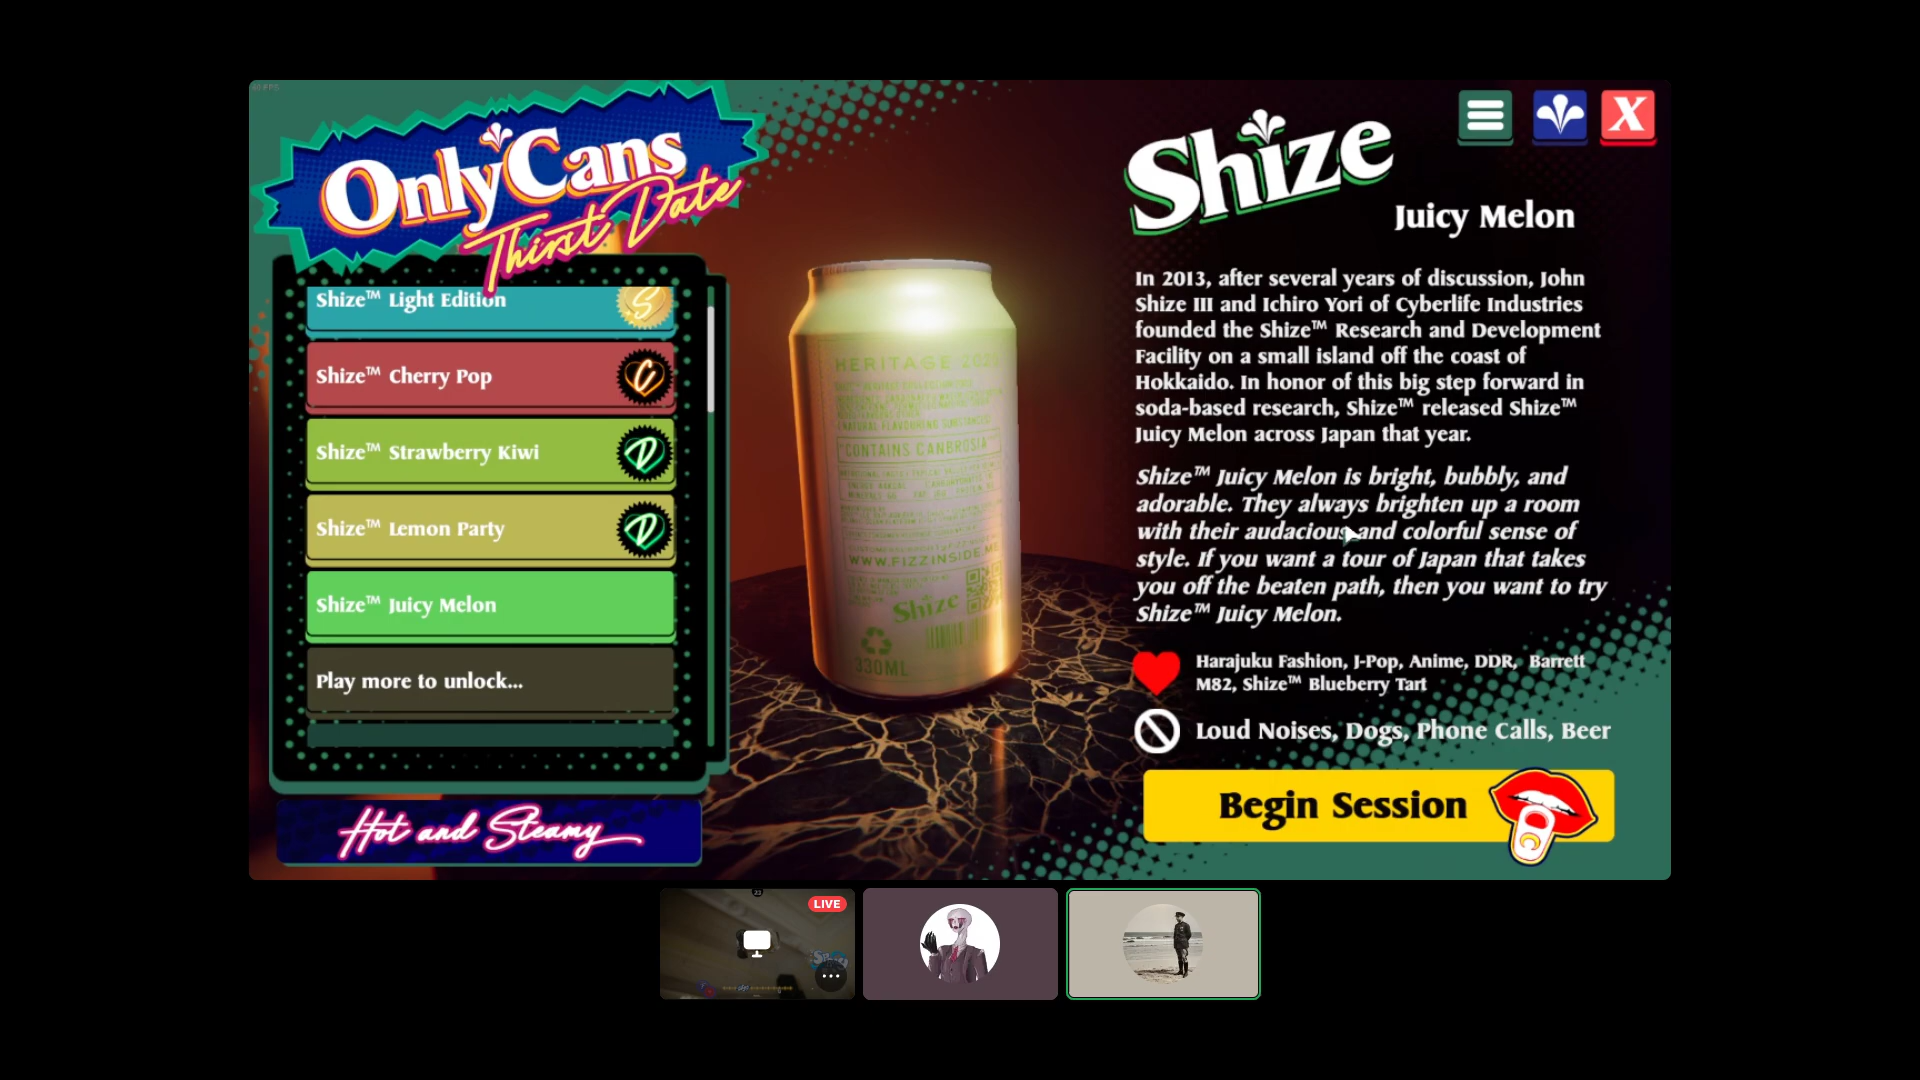 60 FPS
OnlyCans
Thirst Date
Shize™ Light Edition
S
Shize™ Cherry Pop
C
Shize™ Strawberry Kiwi
D
Shize™ Lemon Party
D
Shize™ Juicy Melon
Play more to unlock...
Hot and Steamy
"CONTAINS CANBROSIA"
WWW.FIZZINSIDE.ME
Shize
330ML
X
Shize
Juicy Melon
In 2013, after several years of discussion, John
Shize III and Ichiro Yori of Cyberlife Industries
founded the Shize™ Research and Development
Facility on a small island off the coast of
Hokkaido. In honor of this big step forward in
soda-based research, Shize™ released Shize™
Juicy Melon across Japan that year.
Shize™ Juicy Melon is bright, bubbly, and
adorable. They always brighten up a room
with their audacious and colorful sense of
style. If you want a tour of Japan that takes
you off the beaten path, then you want to try
Shize™ Juicy Melon.
Harajuku Fashion, J-Pop, Anime, DDR, Barrett
M82, Shize™ Blueberry Tart
Loud Noises, Dogs, Phone Calls, Beer
Begin Session
LIVE